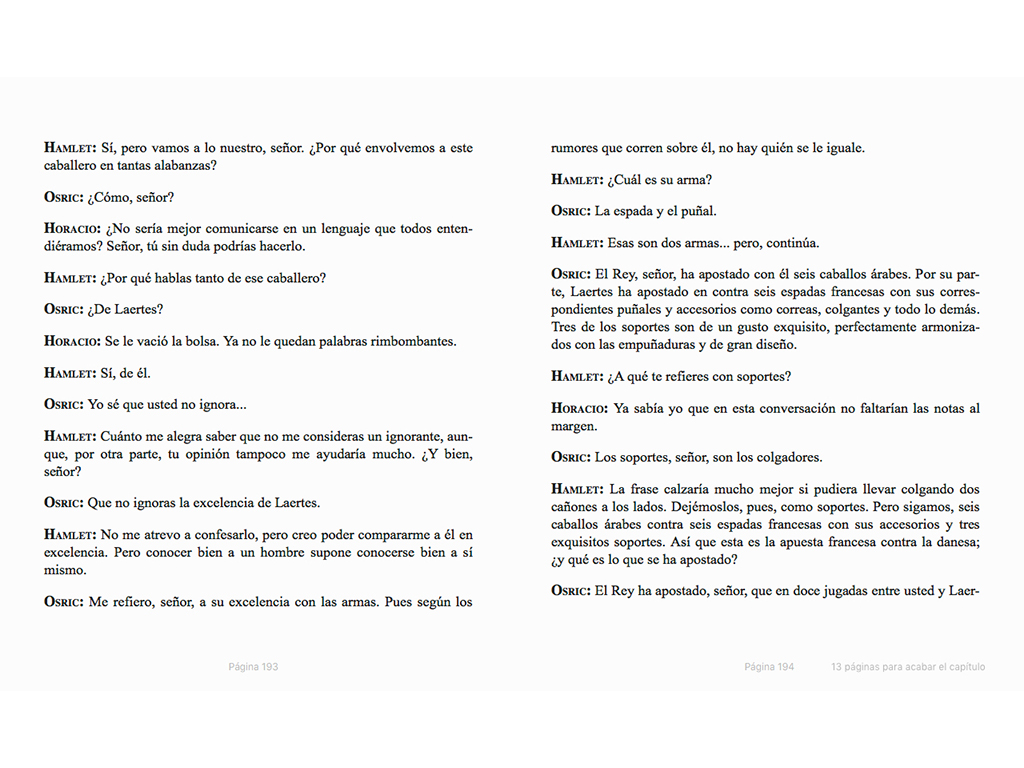 HAMLET: Sí, pero vamos a lo nuestro, señor. ¿Por qué envolvemos a este
caballero en tantas alabanzas?
OSRIC: ¿Cómo, señor?
HORACIO: ¿No sería mejor comunicarse en un lenguaje que todos enten-
diéramos? Señor, tú sin duda podrías hacerlo.
HAMLET: ¿Por qué hablas tanto de ese caballero?
OSRIC: ¿De Laertes?
HORACIO: Se le vació la bolsa. Ya no le quedan palabras rimbombantes.
HAMLET: Sí, de él.
OSRIC: Yo sé que usted no ignora...
HAMLET: Cuánto me alegra saber que no me consideras un ignorante, aun-
que, por otra parte, tu opinión tampoco me ayudaría mucho. ¿Y bien,
señor?
OSRIC: Que no ignoras la excelencia de Laertes.
HAMLET: No me atrevo a confesarlo, pero creo poder compararme a él en
excelencia. Pero conocer bien a un hombre supone conocerse bien a sí
mismo.
OSRIC: Me refiero, señor, a su excelencia con las armas. Pues según los
Página 193
rumores que corren sobre él, no hay quién se le iguale.
HAMLET: ¿Cuál es su arma?
OSRIC: La espada y el puñal.
HAMLET: Esas son dos armas... pero, continúa.
OSRIC: El Rey, señor, ha apostado con él seis caballos árabes. Por su par-
te, Laertes ha apostado en contra seis espadas francesas con sus corres-
pondientes puñales y accesorios como correas, colgantes y todo lo demás.
Tres de los soportes son de un gusto exquisito, perfectamente armoniza-
dos con las empuñaduras y de gran diseño.
HAMLET: ¿A qué te refieres con soportes?
HORACIO: Ya sabía yo que en esta conversación no faltarían las notas al
margen.
OSRIC: Los soportes, señor, son los colgadores.
HAMLET: La frase calzaría mucho mejor si pudiera llevar colgando dos
cañones a los lados. Dejémoslos, pues, como soportes. Pero sigamos, seis
caballos árabes contra seis espadas francesas con sus accesorios y tres
exquisitos soportes. Así que esta es la apuesta francesa contra la danesa;
¿y qué es lo que se ha apostado?
OSRIC: El Rey ha apostado, señor, que en doce jugadas entre usted y Laer-
Página 194
13 páginas para acabar el capítulo